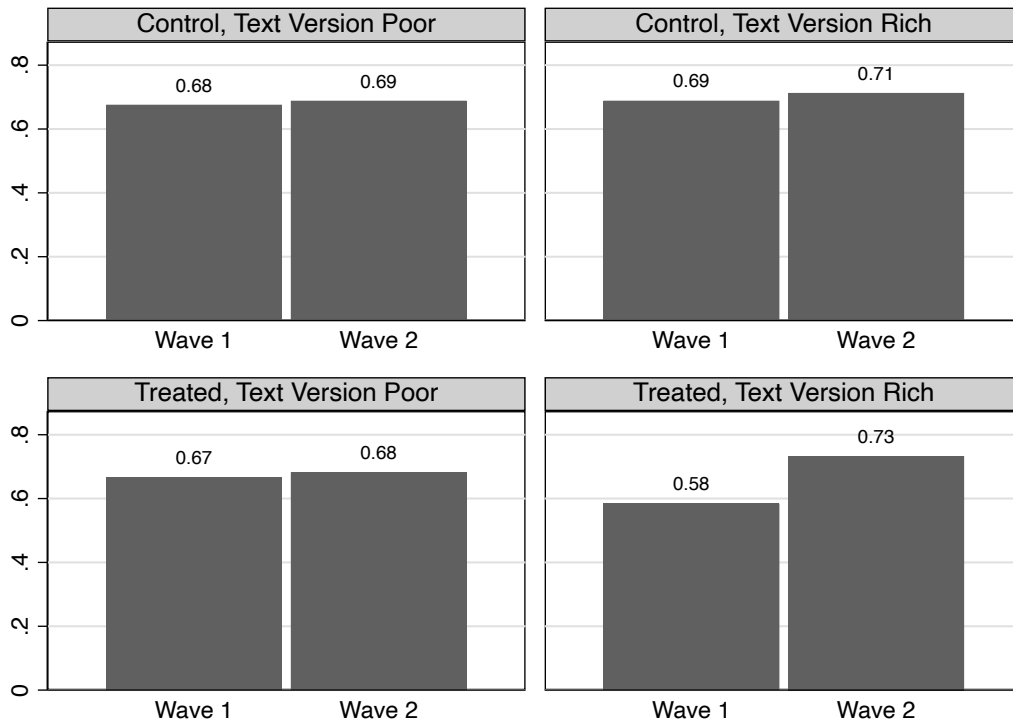 Control, Text Version Poor
Control, Text Version Rich
.8
.6
.4
.2
0
0.68
0.69
0.69
0.71
Wave 1
Wave 2
Wave 1
Wave 2
Treated, Text Version Poor
Treated, Text Version Rich
.8
.6
.4
.2
0
0.67
0.68
0.58
0.73
Wave 1
Wave 2
Wave 1
Wave 2